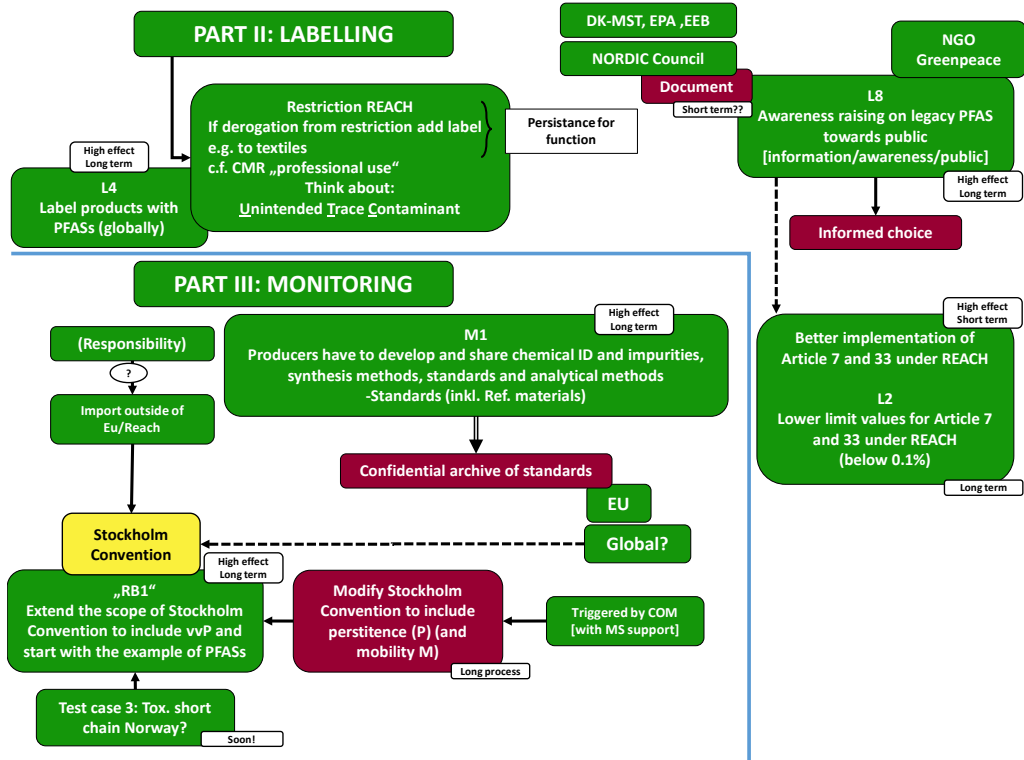 PART II: LABELLING
Restriction REACH
If derogation from restriction add label
e.g. to textiles
c.f. CMR „professional use“
Think about:
Unintended Trace Contaminant
Persistance for
function
High effect
Long term
L4
Label products with
PFASs (globally)
DK-MST, EPA ,EEB
NORDIC Council
Document
Short term??
NGO
Greenpeace
L8
Awareness raising on legacy PFAS
towards public
[information/awareness/public]
High effect
Long term
Informed choice
High effect
Short term
Better implementation of
Article 7 and 33 under REACH
L2
Lower limit values for Article 7
and 33 under REACH
(below 0.1%)
Long term
PART III: MONITORING
(Responsibility)
?
Import outside of
Eu/Reach
High effect
Long term
M1
Producers have to develop and share chemical ID and impurities,
synthesis methods, standards and analytical methods
-Standards (inkl. Ref. materials)
Confidential archive of standards
EU
Global?
Stockholm
Convention
High effect
Long term
„RB1“
Extend the scope of Stockholm
Convention to include vvP and
start with the example of PFASs
Modify Stockholm
Convention to include
perstitence (P) (and
mobility M)
Long process
Triggered by COM
[with MS support]
Test case 3: Tox. short
chain Norway?
Soon!